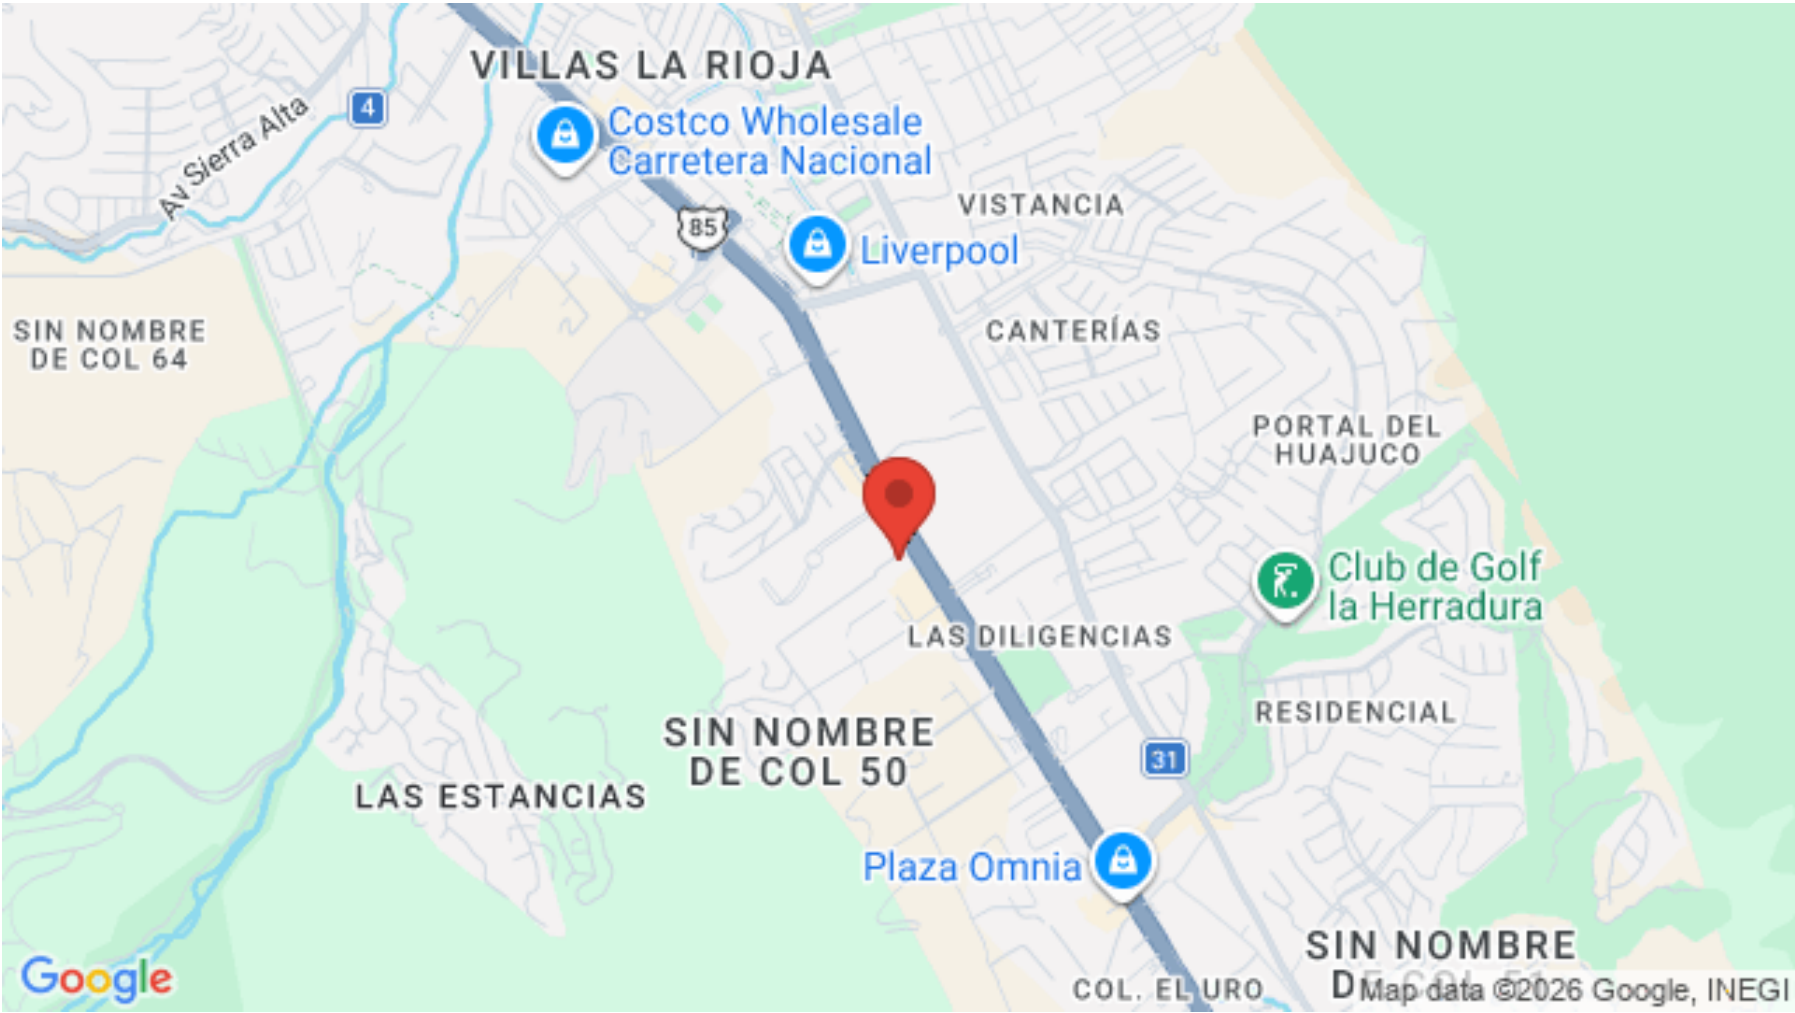 VILLAS LA RIOJA
4
Costco Wholesale
Carretera Nacional
Av Sierra Alta
VISTANCIA
85
Liverpool
SIN NOMBRE
DE COL 64
CANTERÍAS
PORTAL DEL
HUAJUCO
Club de Golf
la Herradura
LAS DILIGENCIAS
RESIDENCIAL
SIN NOMBRE
DE COL 50
31
LAS ESTANCIAS
Plaza Omnia
SIN NOMBRE
Google
COL. EL URO
Map data ©2026 Google, INEGI